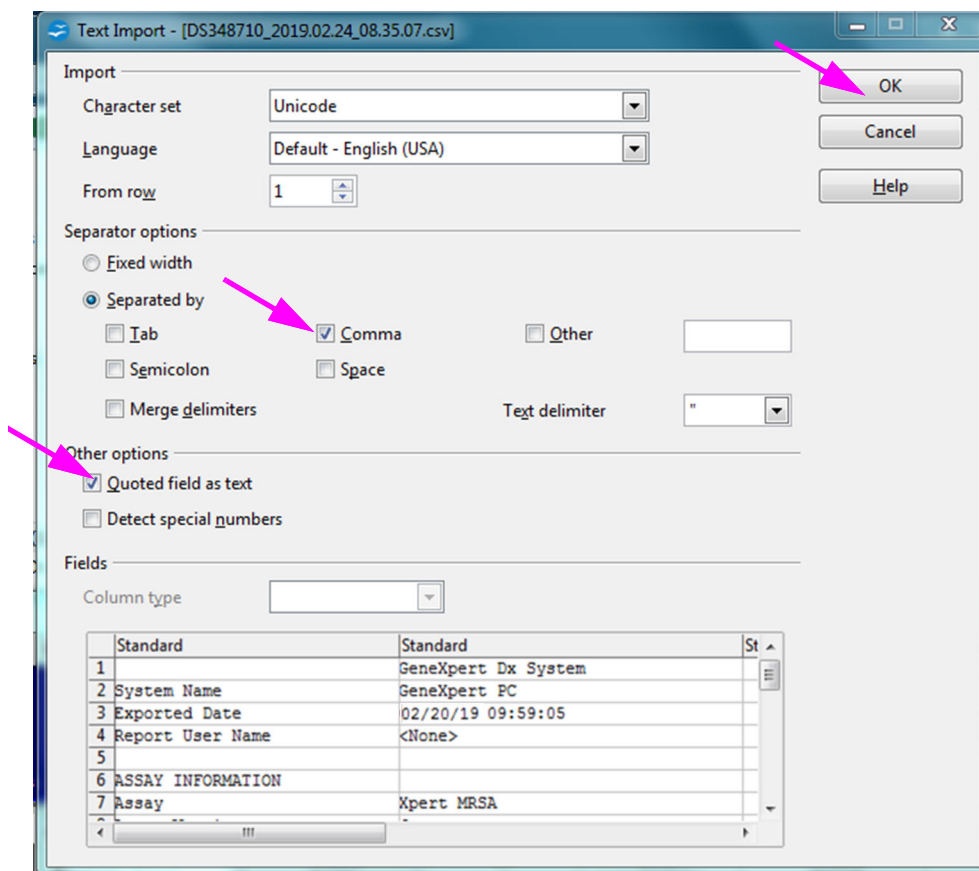 Text Import - [DS348710_2019.02.24_08.35.07.csv]
Import
OK
Character set Unicode
Cancel
Language Default - English (USA)
From row 1
Help
Separator options
Fixed width
Separated by
Tab Comma Other
Semicolon Space
Merge delimiters Text delimiter "
Other options
Quoted field as text
Detect special numbers
Fields
Column type
Standard Standard St
1 GeneXpert Dx System
2 System Name GeneXpert PC
3 Exported Date 02/20/19 09:59:05
4 Report User Name <None>
5
6 ASSAY INFORMATION
7 Assay Xpert MRSA